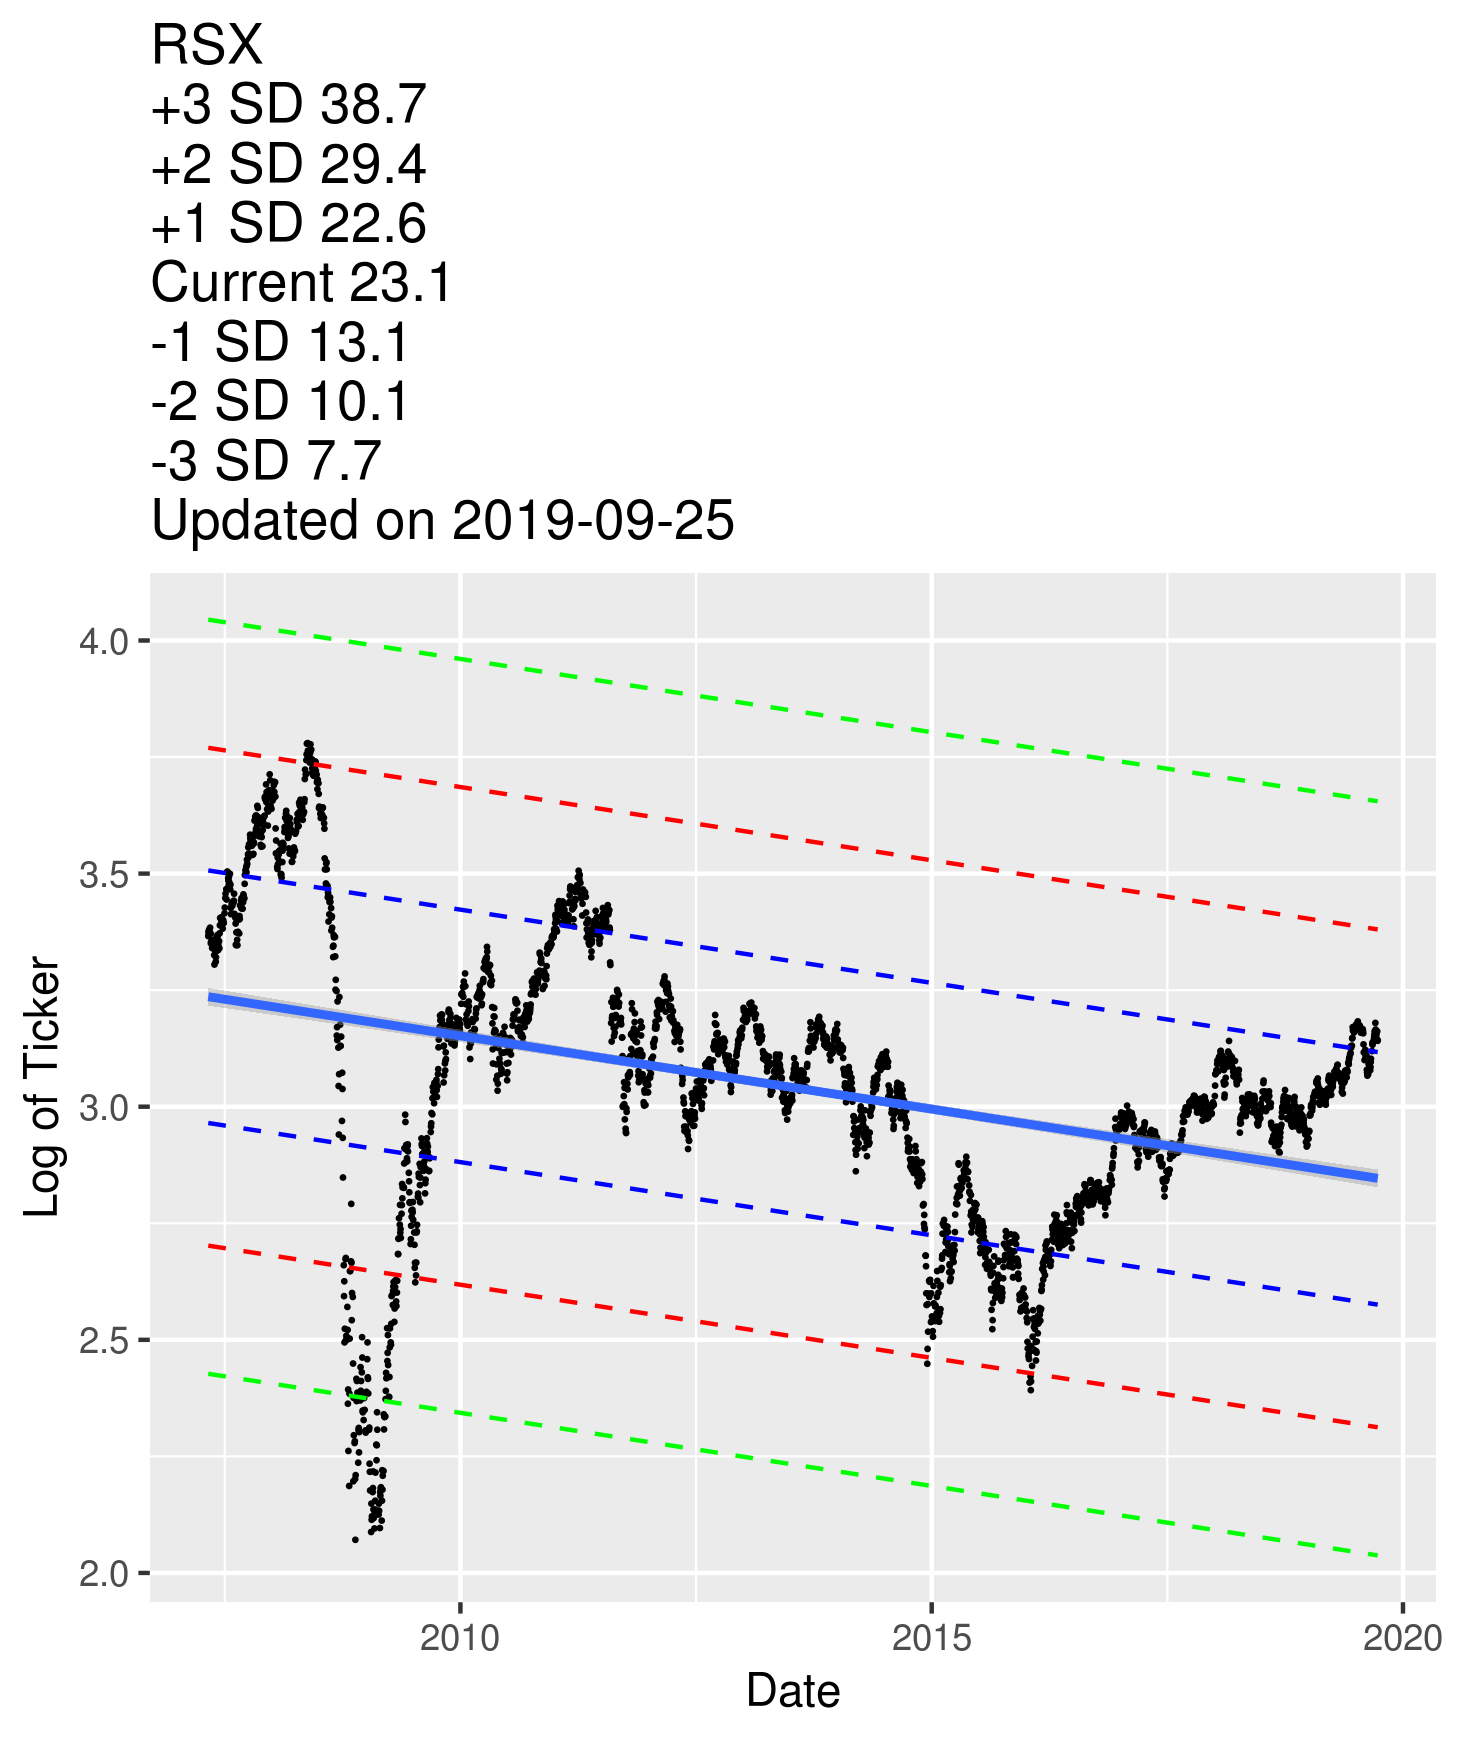 RSX
+3 SD 38.7
+2 SD 29.4
+1 SD 22.6
Current 23.1
-1 SD 13.1
-2 SD 10.1
-3 SD 7.7
Updated on 2019-09-25
4.0
3.5
3.0
2.5
2.0
Log of Ticker
2010
2015
2020
Date